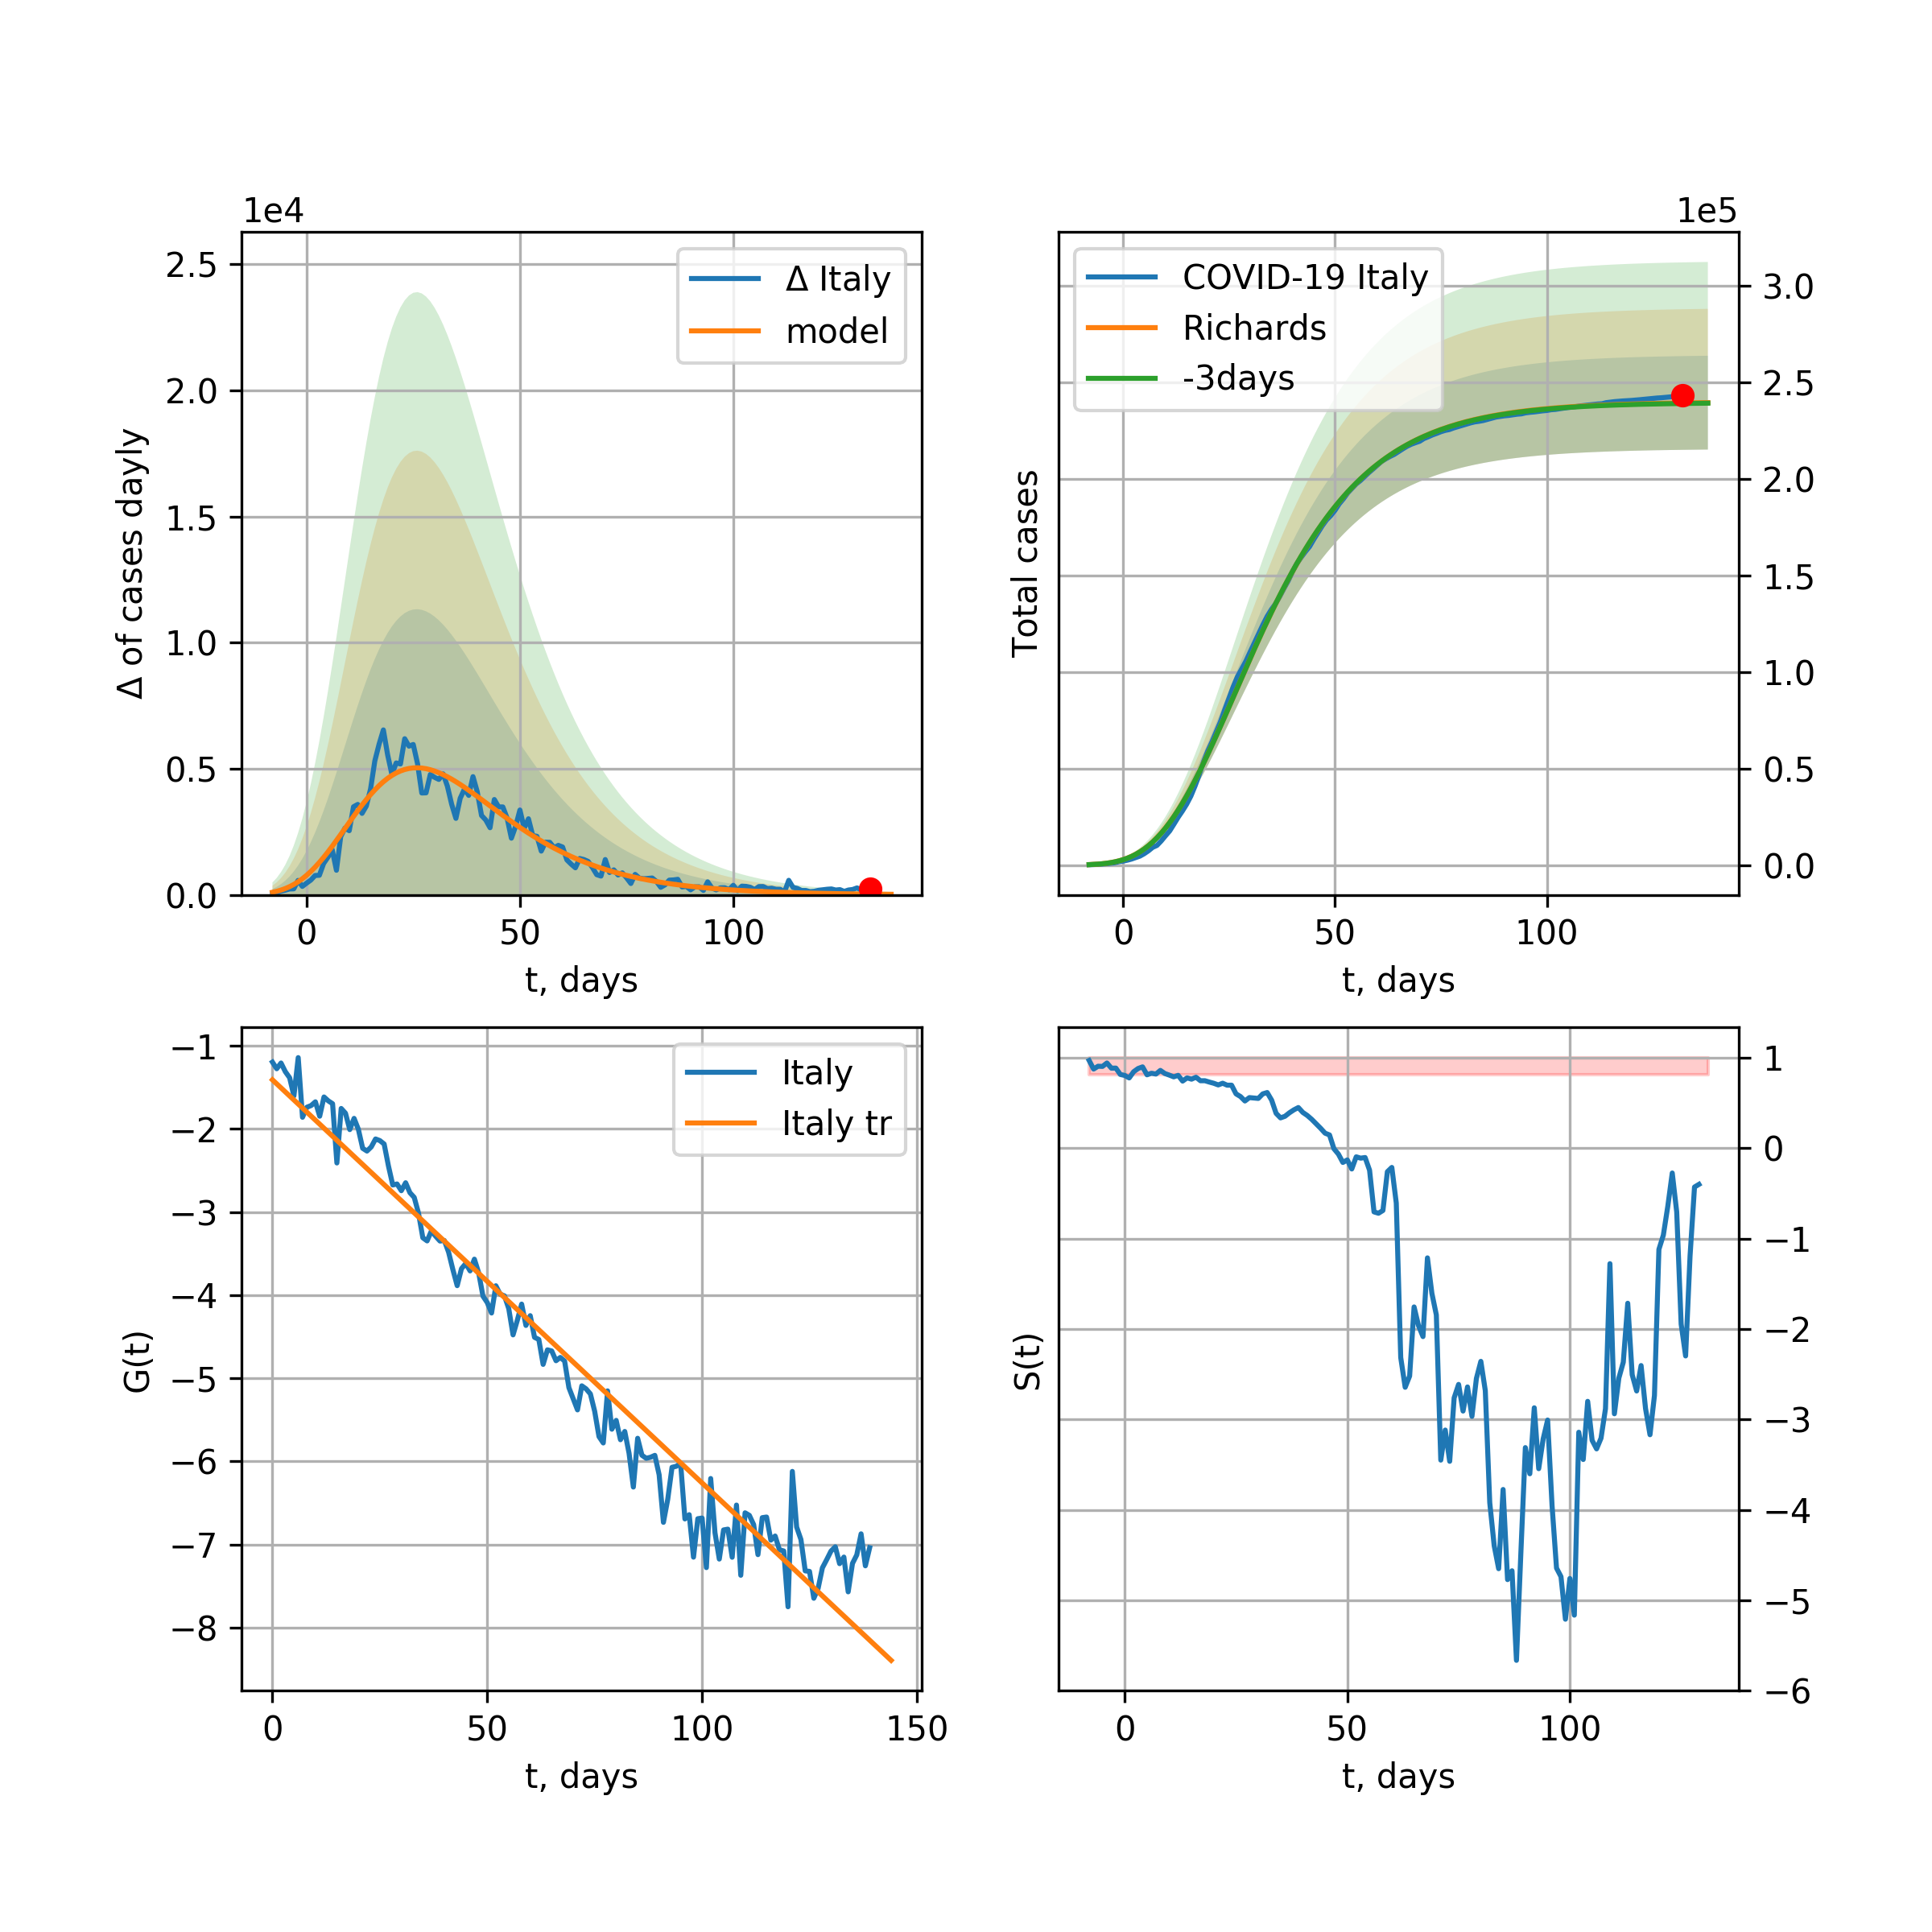 1e4
2.5
2.0
1.5
1.0
0.5
0.0
Δ of cases dayly
0 50 100
t, days
Δ Italy
model
1e5
COVID-19 Italy
Richards
-3days
3.0
2.5
2.0
1.5
1.0
0.5
0.0
Total cases
0 50 100
t, days
−1
−2
−3
−4
−5
−6
−7
−8
G(t)
0 50 100 150
t, days
Italy
Italy tr
1
0
−1
−2
−3
−4
−5
−6
S(t)
0 50 100
t, days